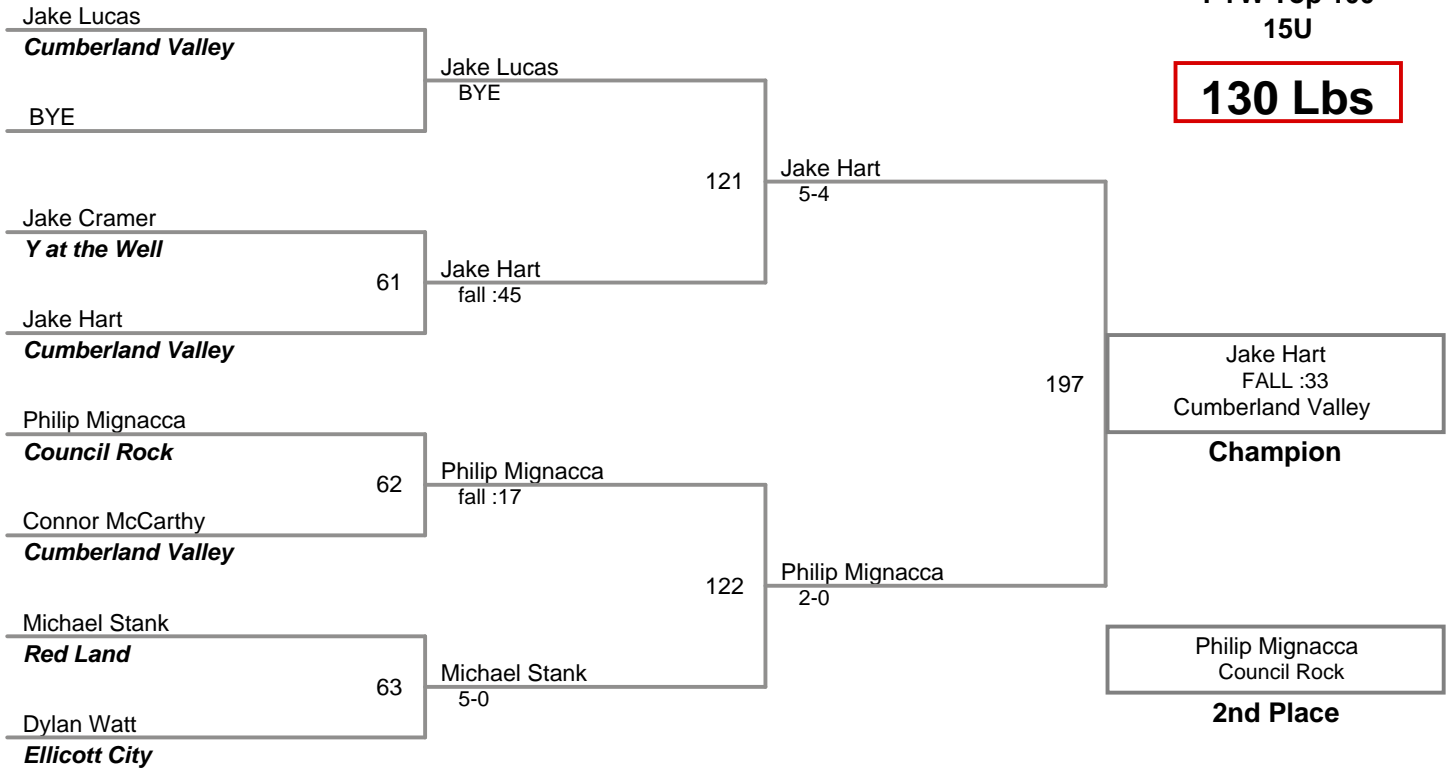 15U
130 Lbs
Jake Lucas
Cumberland Valley
BYE
Jake Cramer
Y at the Well
61
Jake Hart
Cumberland Valley
Philip Mignacca
Council Rock
62
Connor McCarthy
Cumberland Valley
Michael Stank
Red Land
63
Dylan Watt
Ellicott City
Jake Lucas
BYE
121
Jake Hart
fall :45
Philip Mignacca
fall :17
122
Michael Stank
5-0
Jake Hart
5-4
197
Philip Mignacca
2-0
Jake Hart
FALL :33
Cumberland Valley
Champion
Philip Mignacca
Council Rock
2nd Place